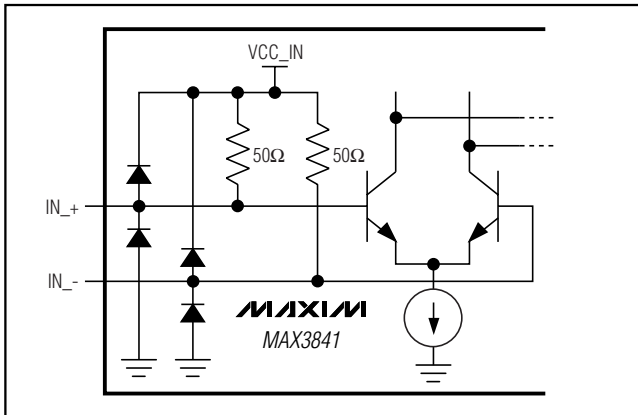 VCC_IN
50Ω
50Ω
IN_+
IN_-
MAXIM
MAX3841